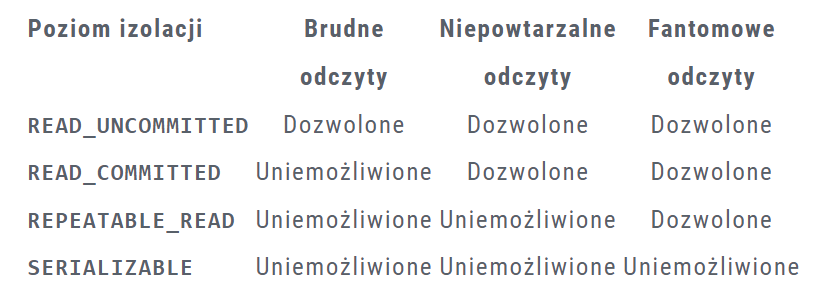 Poziom izolacji Brudne Niepowtarzalne Fantomowe
odczyty odczyty odczyty
READ_UNCOMMITTED Dozwolone Dozwolone Dozwolone
READ_COMMITTED Uniemożliwione Dozwolone Dozwolone
REPEATABLE_READ Uniemożliwione Uniemożliwione Dozwolone
SERIALIZABLE Uniemożliwione Uniemożliwione Uniemożliwione